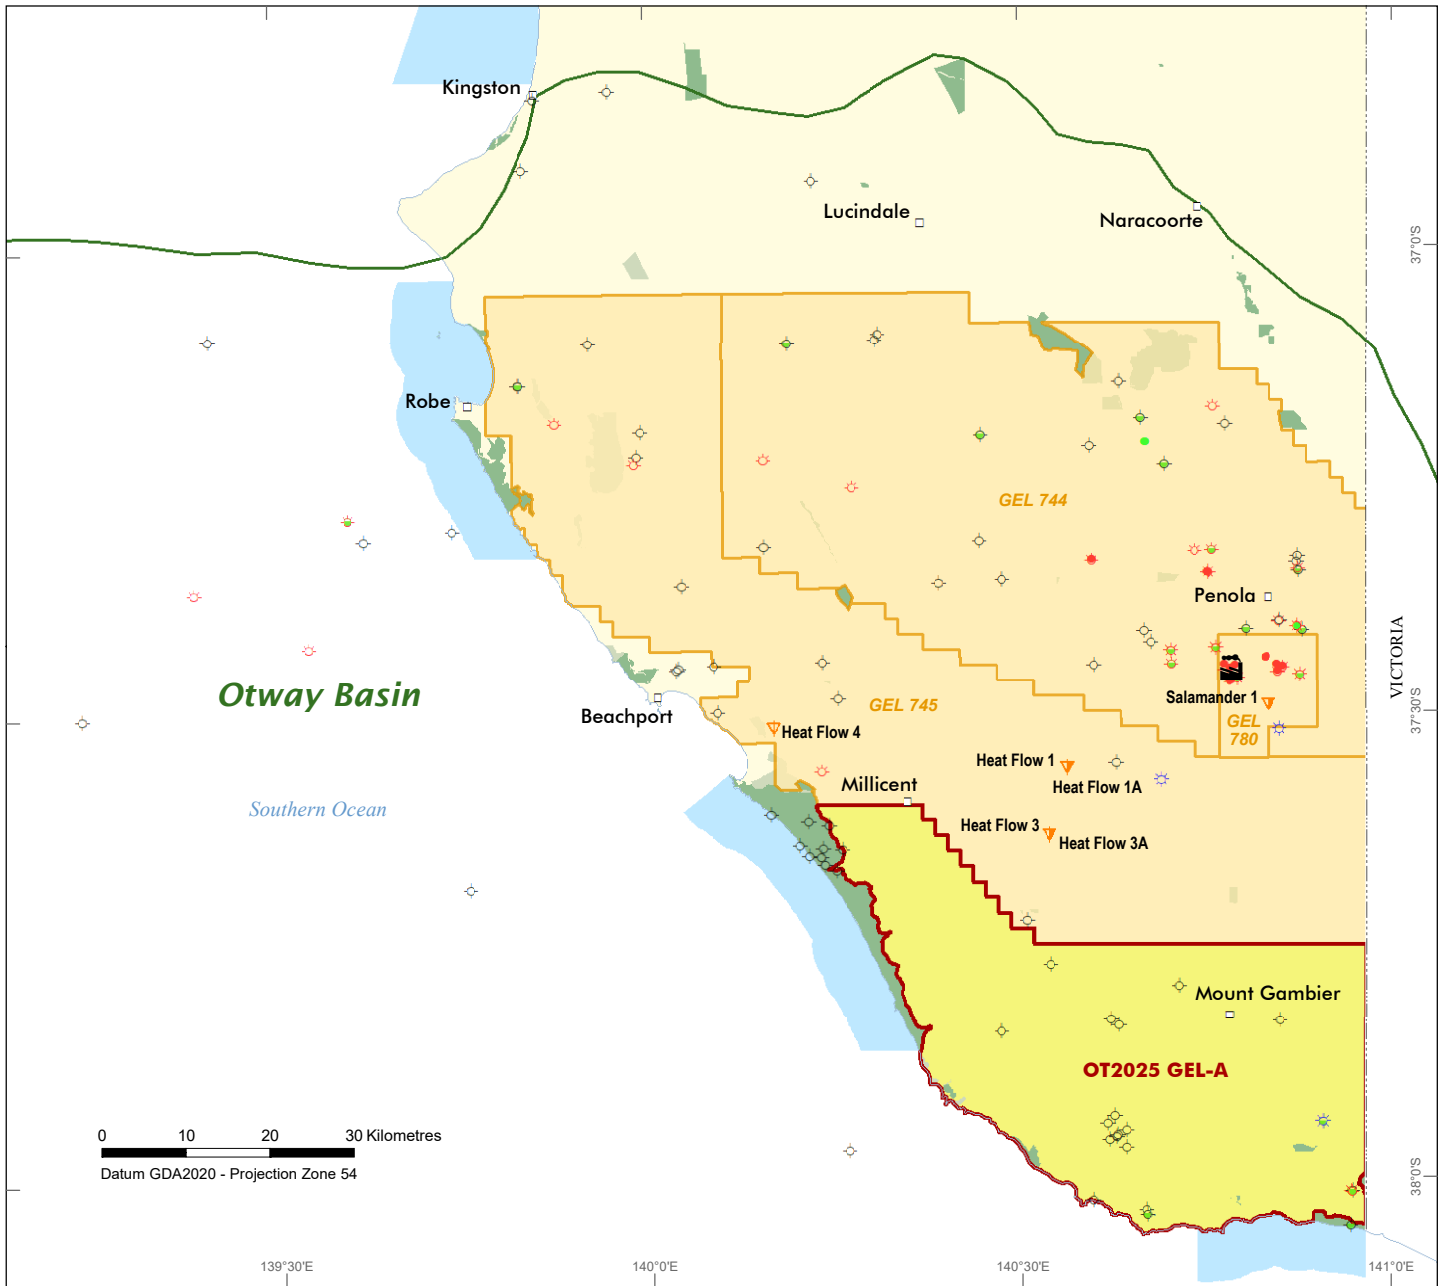 Kingston
Lucindale
Naracoorte
37°0'S
Robe
GEL 744
Penola
VICTORIA
Otway Basin
Salamander 1
Beachport
GEL 745
GEL
780
37°30'S
Heat Flow 4
Heat Flow 1
Heat Flow 1A
Millicent
Southern Ocean
Heat Flow 3
Heat Flow 3A
Mount Gambier
OT2025 GEL-A
0 10 20 30 Kilometres
Datum GDA2020 - Projection Zone 54
38°0'S
139°30'E 140°0'E 140°30'E 141°0'E